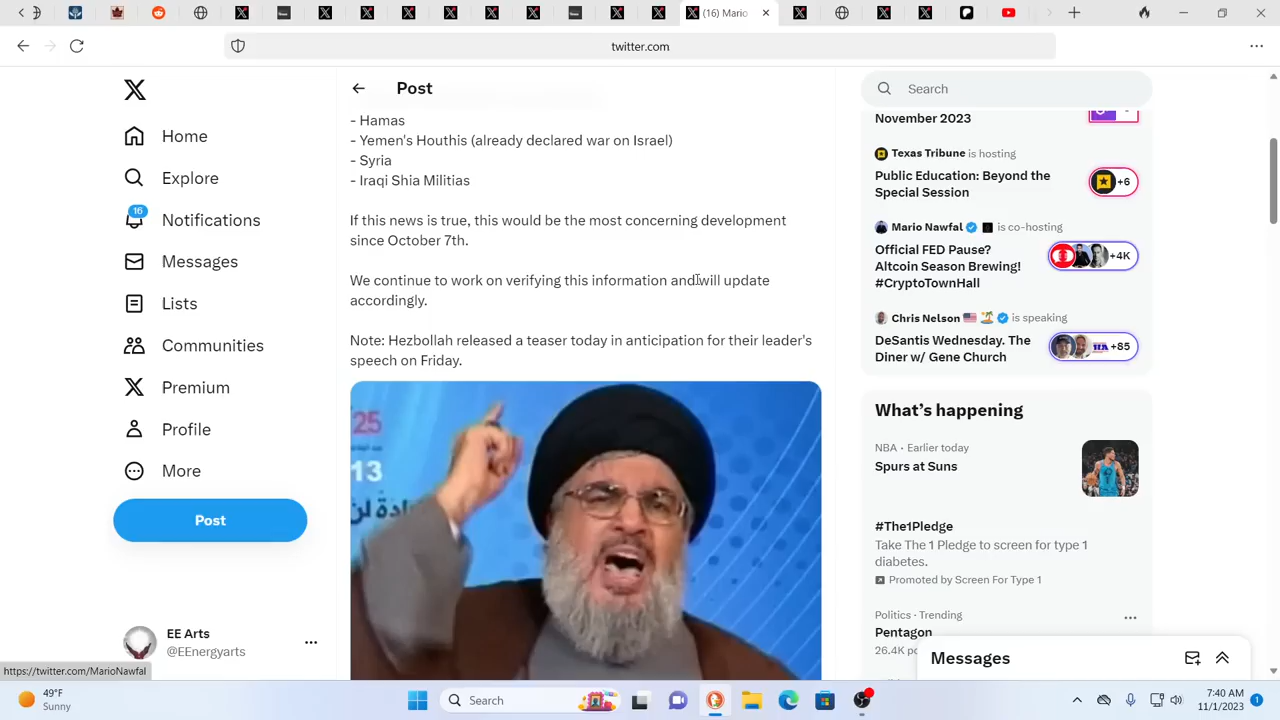 (16) Mario
twitter.com
Post
Search
Home
Explore
16
Notifications
Messages
Lists
Communities
Premium
Profile
More
Post
EE Arts
@EEnergyarts
https://twitter.com/MarioNawfal
- Hamas
- Yemen's Houthis (already declared war on Israel)
- Syria
- Iraqi Shia Militias
If this news is true, this would be the most concerning development
since October 7th.
We continue to work on verifying this information and will update
accordingly.
Note: Hezbollah released a teaser today in anticipation for their leader's
speech on Friday.
25
13
November 2023
Texas Tribune is hosting
Public Education: Beyond the
Special Session
+6
Mario Nawfal is co-hosting
Official FED Pause?
Altcoin Season Brewing!
#CryptoTownHall
+4K
Chris Nelson is speaking
DeSantis Wednesday. The
Diner w/ Gene Church
+85
What's happening
NBA · Earlier today
Spurs at Suns
#The1Pledge
Take The 1 Pledge to screen for type 1
diabetes.
Promoted by Screen For Type 1
Politics · Trending
Pentagon
26.4K
Messages
49°F
Sunny
Search
7:40 AM
11/1/2023
1